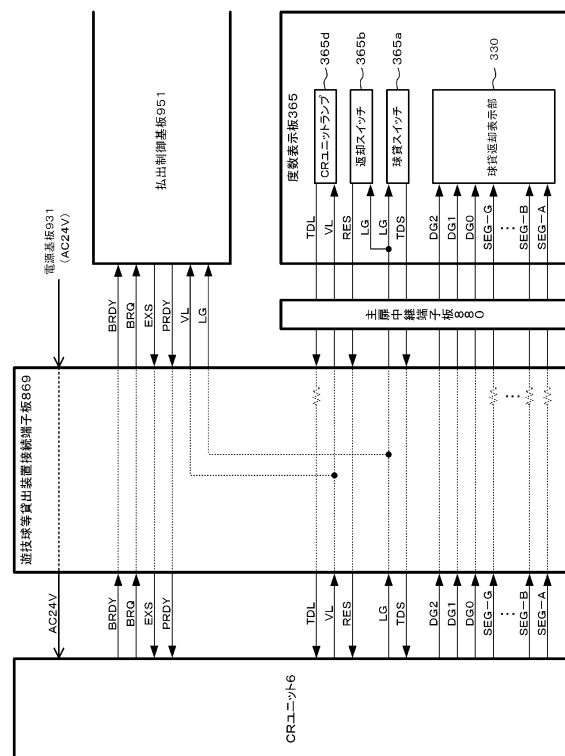 電源基板931
(AC24V)
払出制御基板951
度数表示板365
CRユニットランプ
365d
返却スイッチ
365b
球貸スイッチ
365a
球貸返却表示部
330
BRDY
BRQ
EXS
PRDY
VL
LG
TDL
VL
RES
LG
LG
TDS
DG2
DG1
DG0
SEG-G
…
SEG-B
SEG-A
主扉中継端子板880
遊技球等貸出装置接続端子板869
…
AC24V
BRDY
BRQ
EXS
PRDY
TDL
VL
RES
LG
TDS
DG2
DG1
DG0
SEG-G
…
SEG-B
SEG-A
CRユニット6